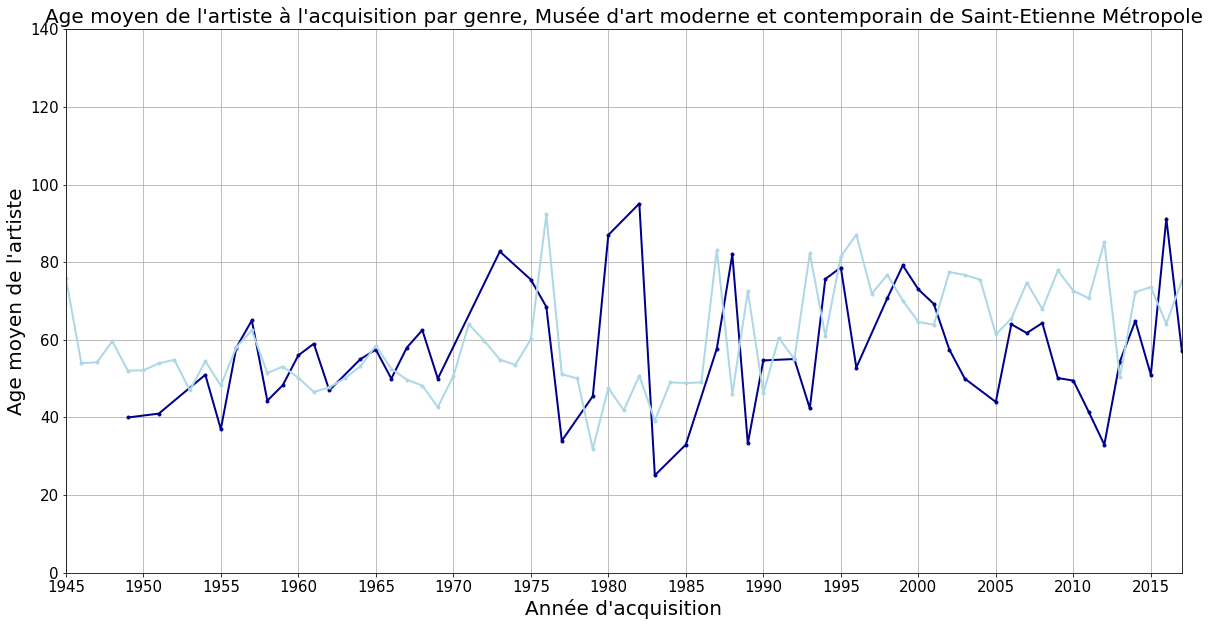 Age moyen de l'artiste à l'acquisition par genre, Musée d'art moderne et contemporain de Saint-Etienne Métropole
140
120
100
80
60
40
20
0
Age moyen de l'artiste
1945 1950 1955 1960 1965 1970 1975 1980 1985 1990 1995 2000 2005 2010 2015
Année d'acquisition